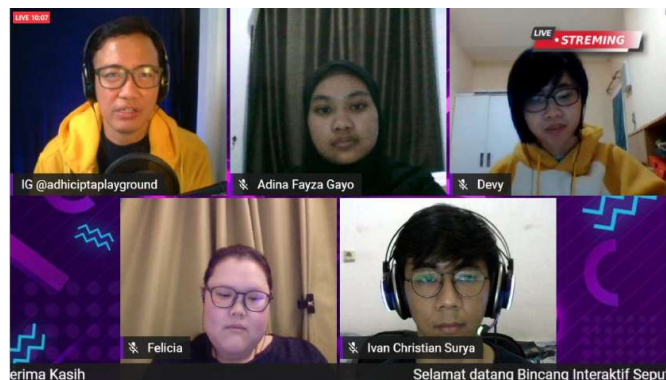 LIVE 10:07
LIVE
• STREMING
IG @adhiciptaplayground
Adina Fayza Gayo
Devy
Felicia
Ivan Christian Surya
erima Kasih
Selamat datang Bincang Interaktif Seput